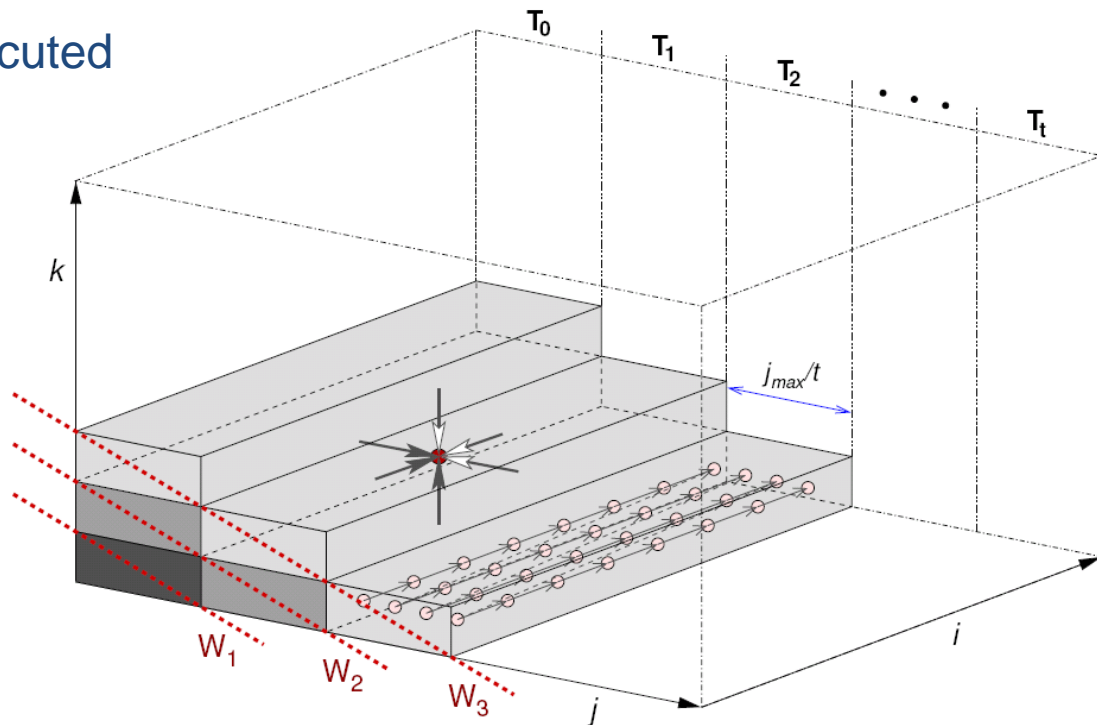 cuted
T₀
T₁
T₂
• • •
Tₜ
k
jₘₐₓ/t
i
W₁
W₂
W₃
j